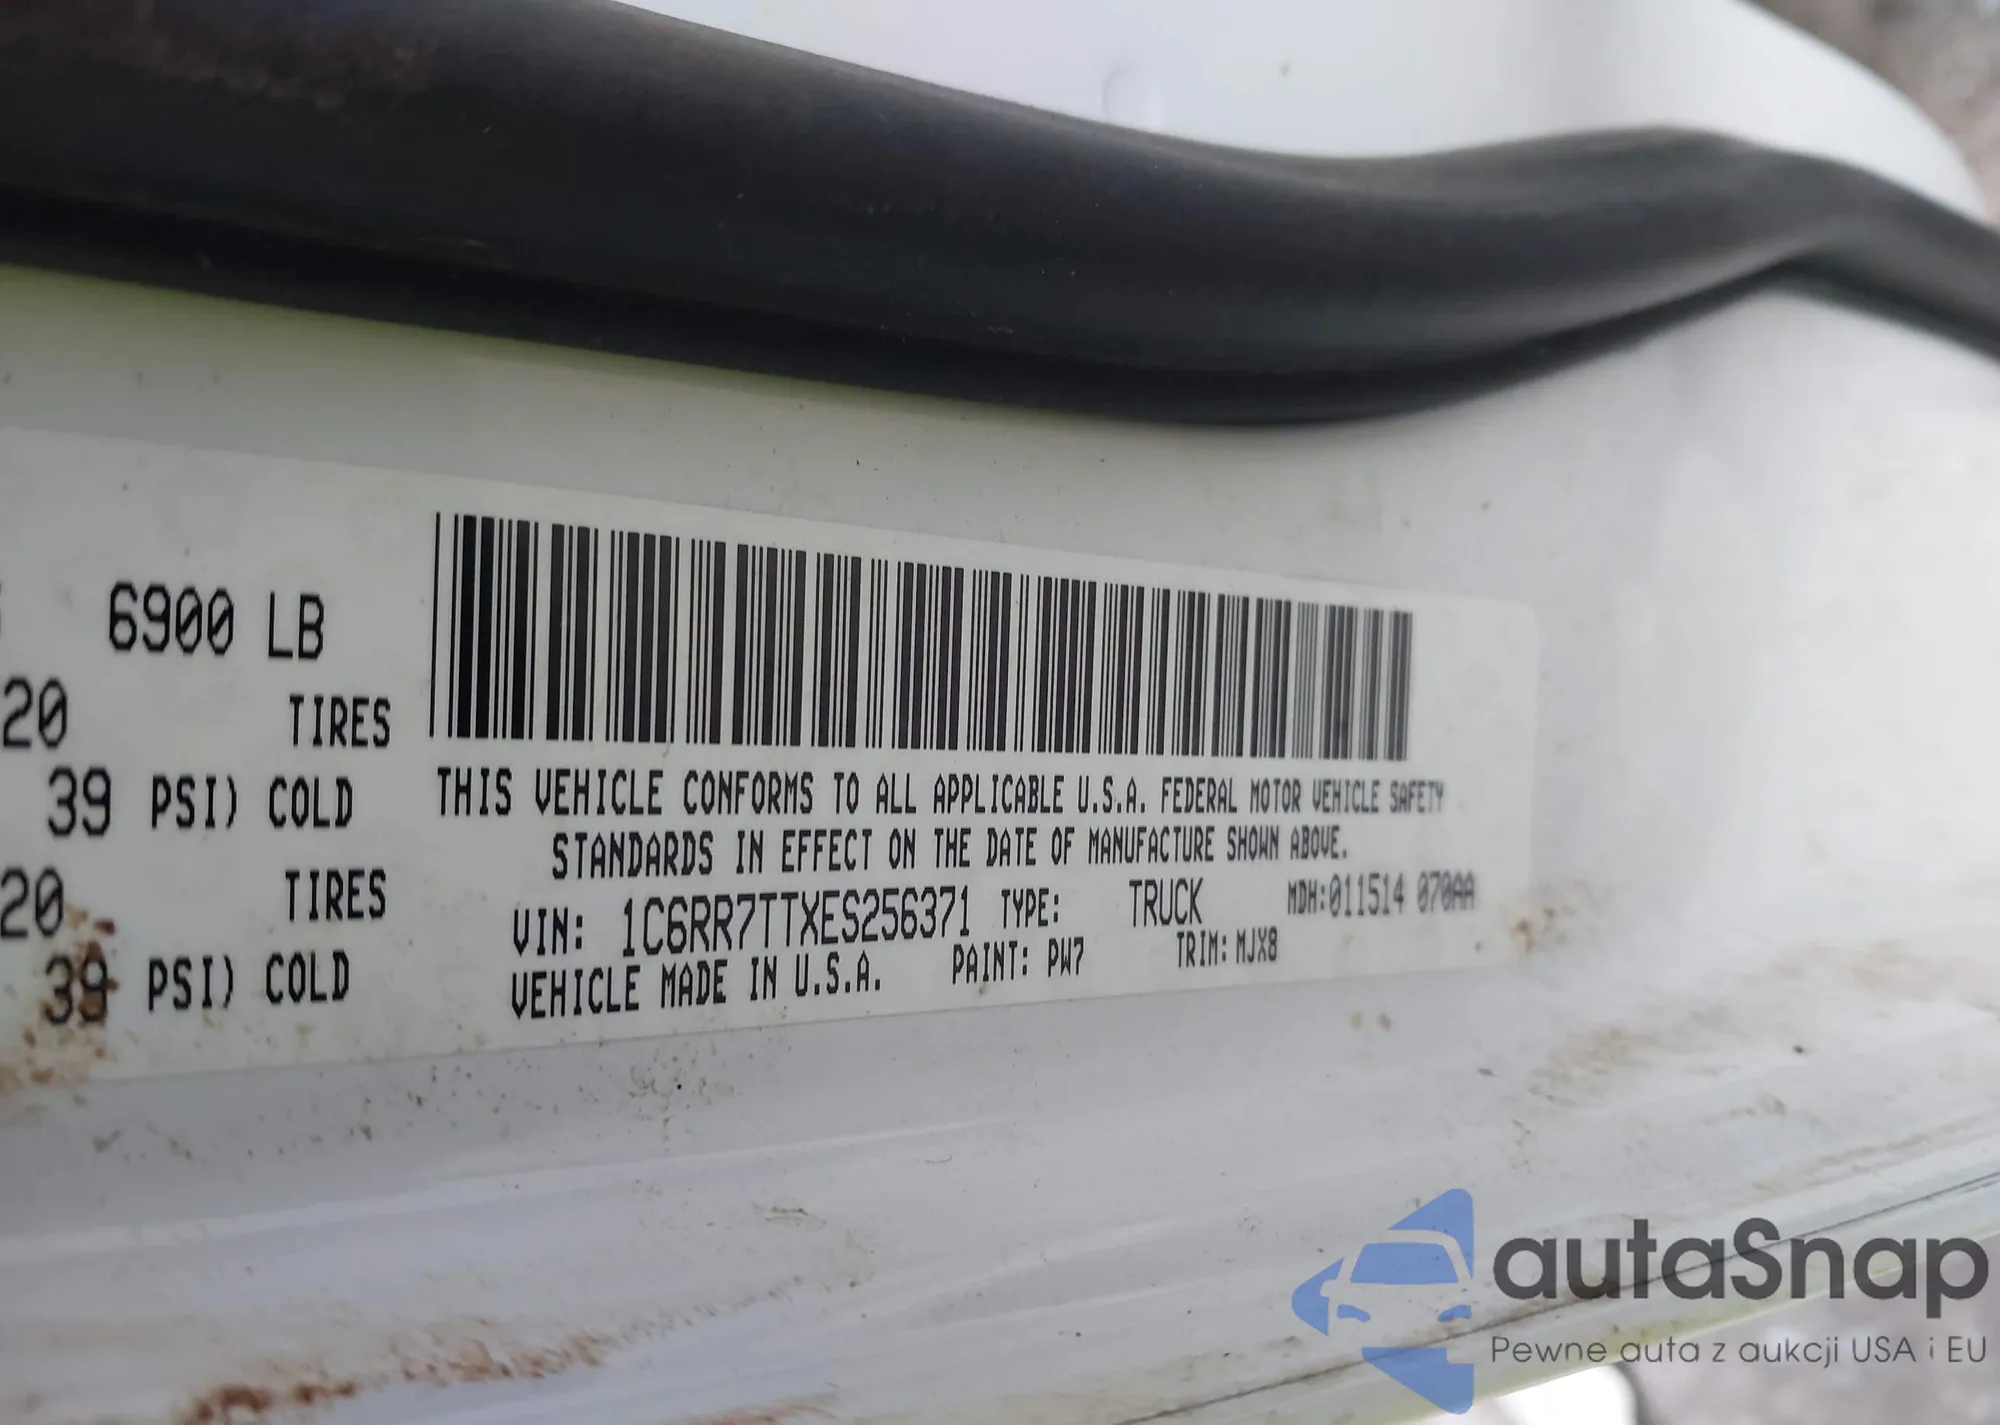 6900 LB
20 TIRES
39 PSI) COLD
20 TIRES
39 PSI) COLD
THIS VEHICLE CONFORMS TO ALL APPLICABLE U.S.A. FEDERAL MOTOR VEHICLE SAFETY
STANDARDS IN EFFECT ON THE DATE OF MANUFACTURE SHOWN ABOVE.
VIN: 1C6RR7TTXES256371 TYPE: TRUCK MDH:011514 070AA
VEHICLE MADE IN U.S.A. PAINT: PW7 TRIM: MJX8
autaSnap
Pewne auta z aukcji USA i EU